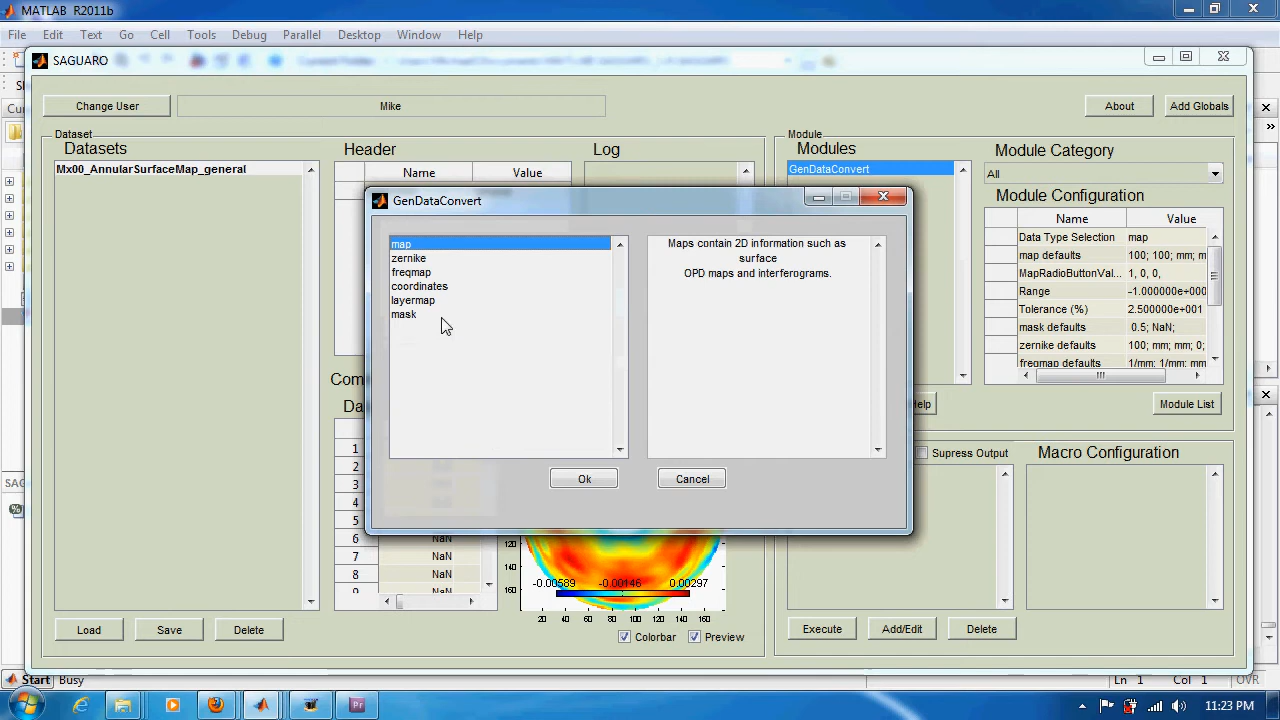 MATLAB R2011b
File Edit Text Go Cell Tools Debug Parallel Desktop Window Help
SAGUARO
Change User
Mike
About
Add Globals
Dataset
Datasets
Mx00_AnnularSurfaceMap_general
Header
Name Value
Log
Load
Save
Delete
1
2
3
4
5
6 NaN
7 NaN
8 NaN
120
140
160
-0.00589 -0.00146 0.00297
20 40 60 80 100 120 140 160
Colorbar
Preview
Module
Modules
GenDataConvert
Module Category
All
Module Configuration
Name Value
Data Type Selection map
map defaults 100; 100; mm; m
MapRadioButtonVal... 1, 0, 0,
Range -1.000000e+000
Tolerance (%) 2.500000e+001
mask defaults 0.5; NaN;
zernike defaults 100; mm; mm; 0;
freqmap defaults 1/mm; mm; mm
Module List
Supress Output
Macro Configuration
Execute
Add/Edit
Delete
GenDataConvert
map
zernike
freqmap
coordinates
layermap
mask
Maps contain 2D information such as
surface
OPD maps and interferograms.
Ok
Cancel
Start Busy
Ln 1 Col 1 OVR
11:23 PM